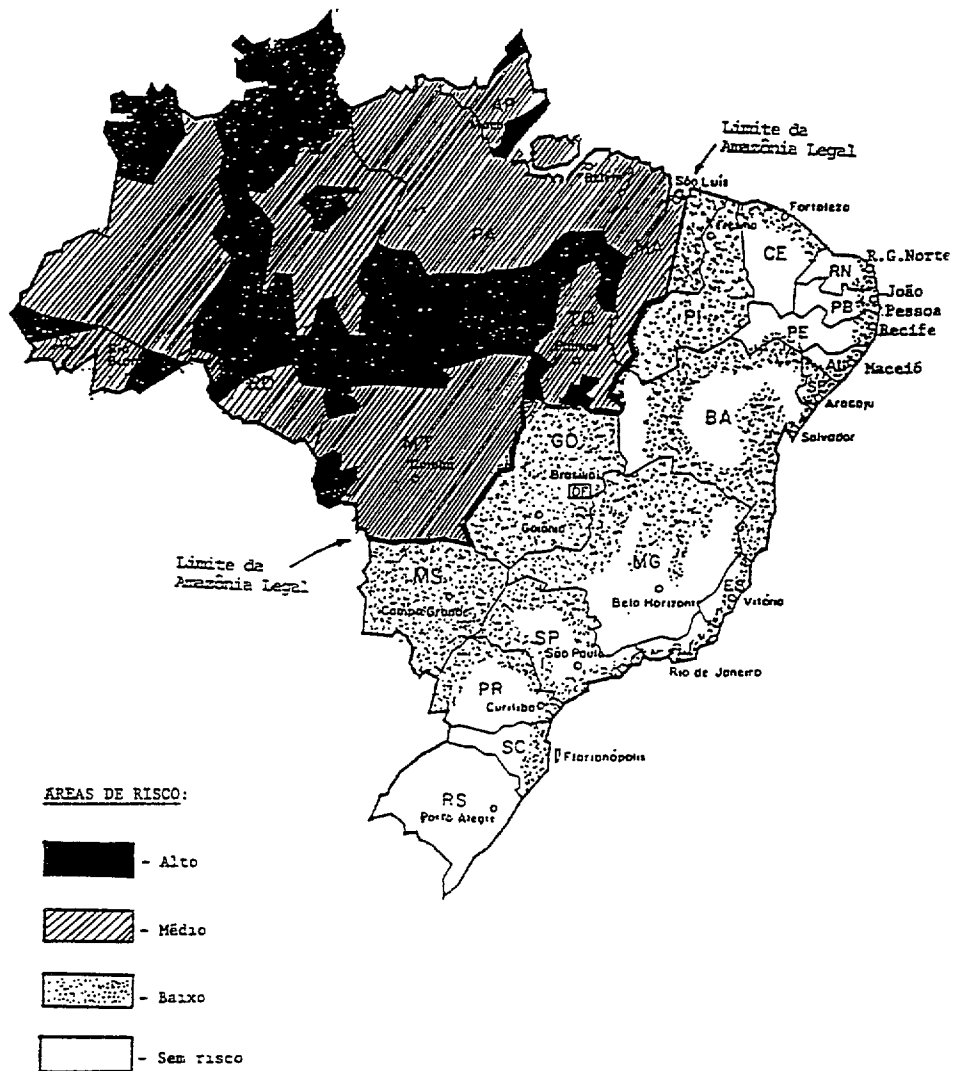 AP
Limite da
Amazônia Legal
São Luís
Fortaleza
PA
MA
CE
R.G.Norte
RN
João
Pessoa
PB
PI
PE
Recife
TO
AL
Maceió
SE
Aracaju
RO
BA
Salvador
MT
GO
Brasília
DF
Goiânia
Limite da
Amazônia Legal
MS
MG
Campo Grande
Belo Horizont
Vitória
SP
São Paulo
Rio de Janeiro
PR
Curitiba
SC
Florianópolis
RS
Porto Alegre
ÁREAS DE RISCO:
- Alto
- Médio
- Baixo
- Sem risco